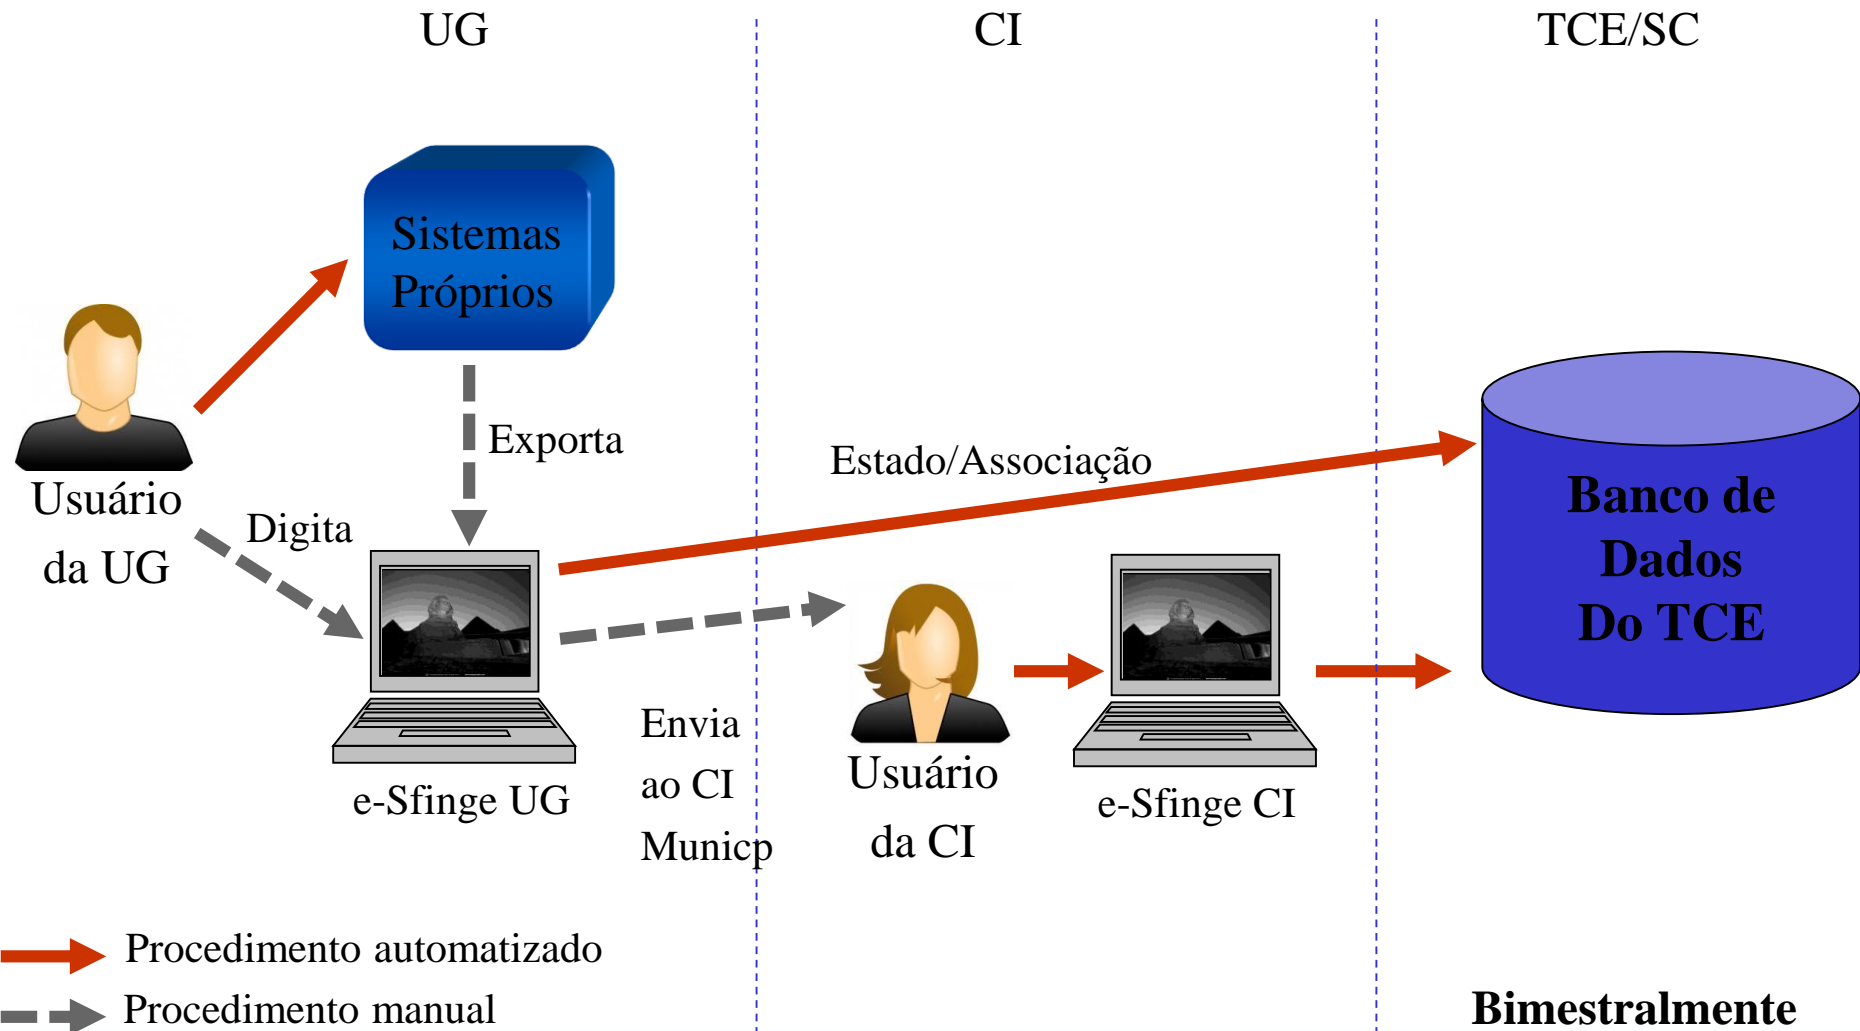 UG
CI
TCE/SC
Sistemas
Próprios
Exporta
Estado/Associação
Usuário
da UG
Digita
Banco de
Dados
Do TCE
Envia
ao CI
Municp
e-Sfinge UG
Usuário
da CI
e-Sfinge CI
Procedimento automatizado
Procedimento manual
Bimestralmente